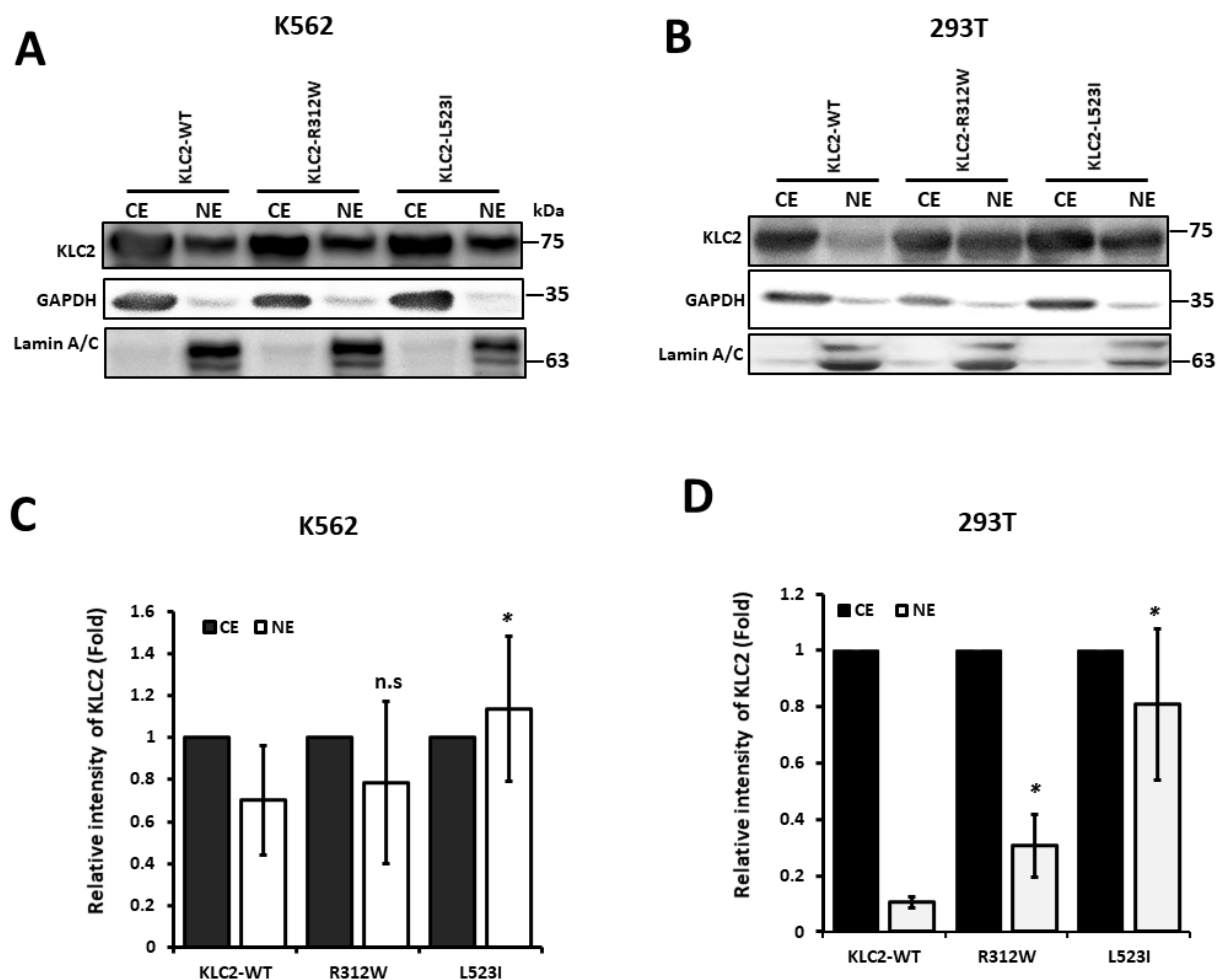 A
K562
KLC2-WT
KLC2-R312W
KLC2-L523I
CE NE CE NE CE NE kDa
KLC2
75
GAPDH
35
Lamin A/C
63
B
293T
KLC2-WT
KLC2-R312W
KLC2-L523I
CE NE CE NE CE NE
KLC2
75
GAPDH
35
Lamin A/C
63
C
K562
Relative intensity of KLC2 (Fold)
1.6
1.4
1.2
1
0.8
0.6
0.4
0.2
0
CE NE
n.s
*
KLC2-WT R312W L523I
D
293T
Relative intensity of KLC2 (Fold)
1.2
1
0.8
0.6
0.4
0.2
0
CE NE
*
*
KLC2-WT R312W L523I